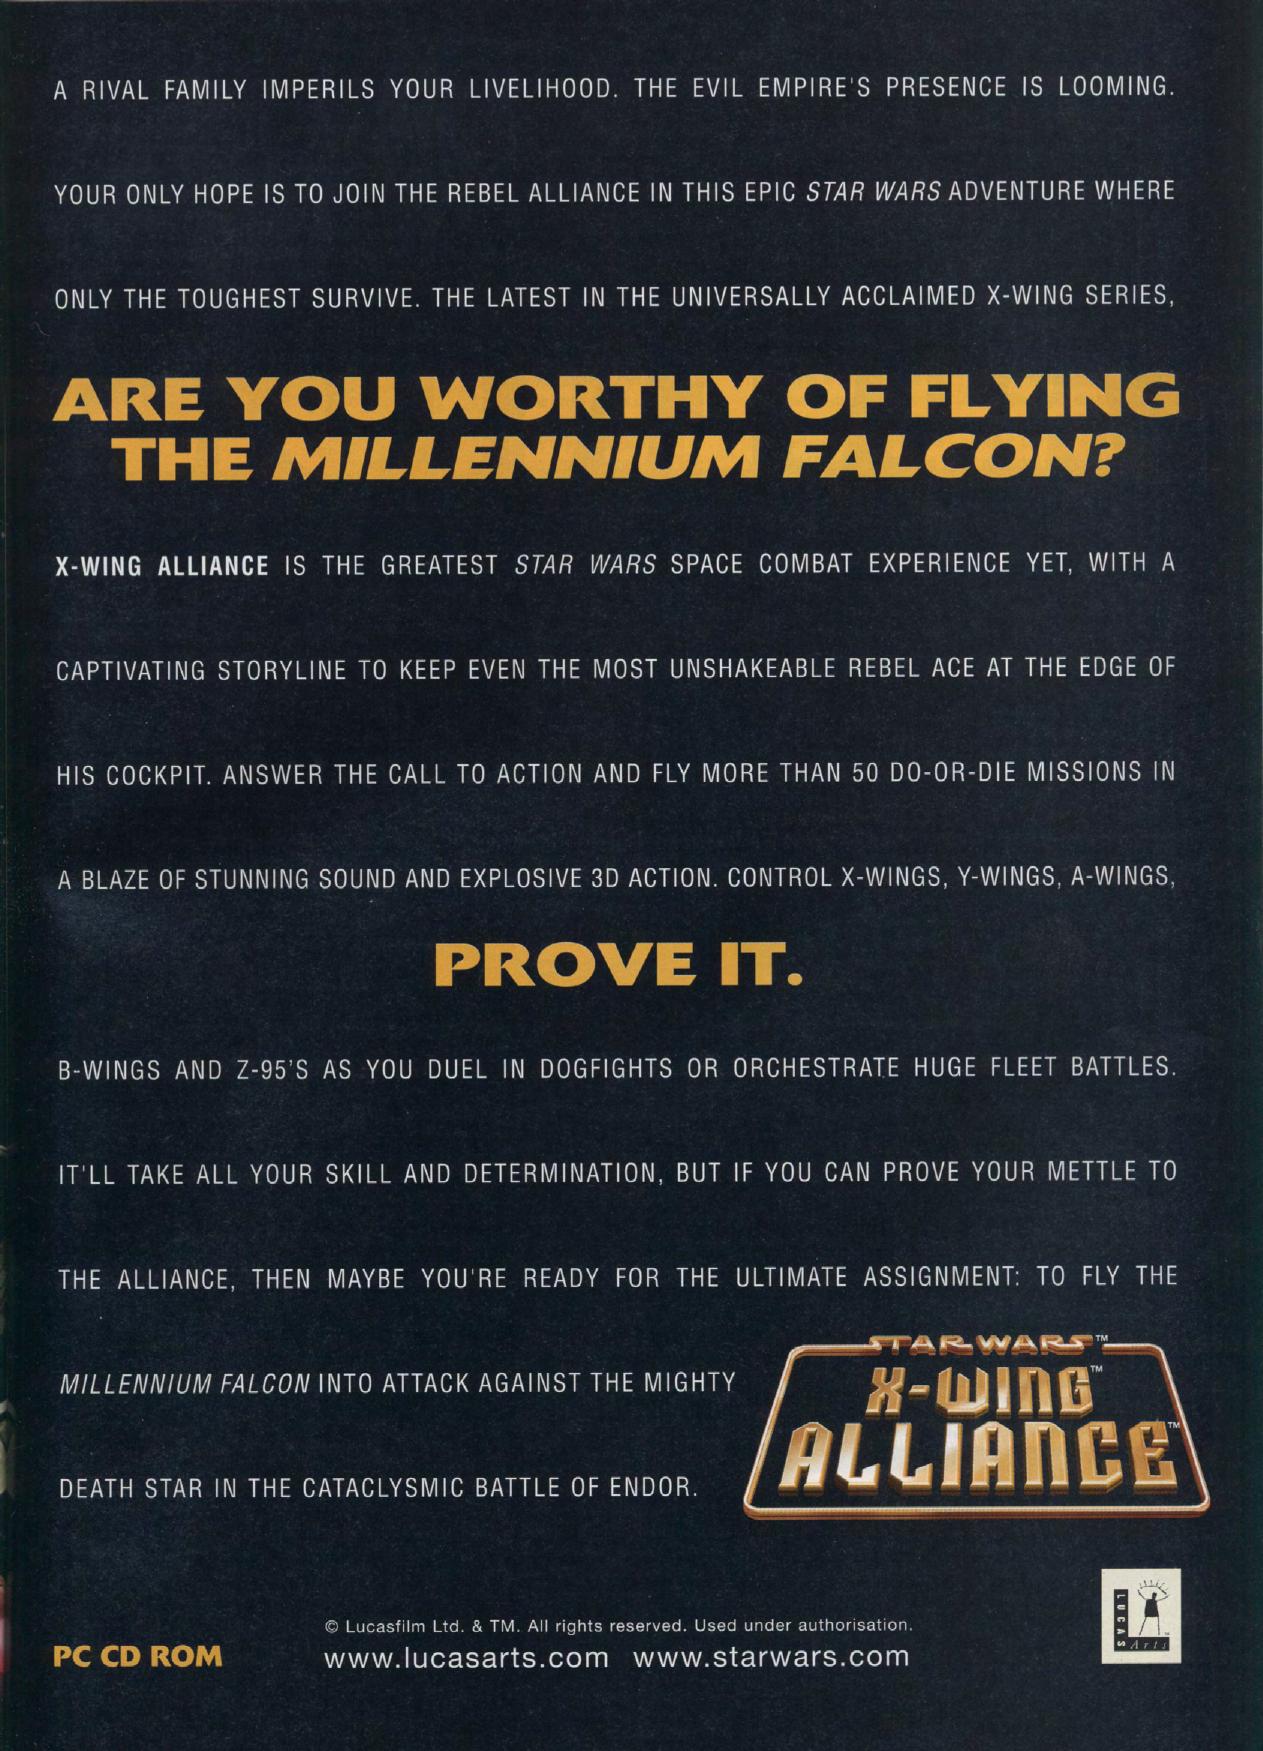 A RIVAL FAMILY IMPERILS YOUR LIVELIHOOD. THE EVIL EMPIRE'S PRESENCE IS LOOMING.
YOUR ONLY HOPE IS TO JOIN THE REBEL ALLIANCE IN THIS EPIC STAR WARS ADVENTURE WHERE
ONLY THE TOUGHEST SURVIVE. THE LATEST IN THE UNIVERSALLY ACCLAIMED X-WING SERIES,
ARE YOU WORTHY OF FLYING
THE MILLENNIUM FALCON?
X-WING ALLIANCE IS THE GREATEST STAR WARS SPACE COMBAT EXPERIENCE YET, WITH A
CAPTIVATING STORYLINE TO KEEP EVEN THE MOST UNSHAKEABLE REBEL ACE AT THE EDGE OF
HIS COCKPIT. ANSWER THE CALL TO ACTION AND FLY MORE THAN 50 DO-OR-DIE MISSIONS IN
A BLAZE OF STUNNING SOUND AND EXPLOSIVE 3D ACTION. CONTROL X-WINGS, Y-WINGS, A-WINGS,
PROVE IT.
B-WINGS AND Z-95'S AS YOU DUEL IN DOGFIGHTS OR ORCHESTRATE HUGE FLEET BATTLES.
IT'LL TAKE ALL YOUR SKILL AND DETERMINATION, BUT IF YOU CAN PROVE YOUR METTLE TO
THE ALLIANCE, THEN MAYBE YOU'RE READY FOR THE ULTIMATE ASSIGNMENT: TO FLY THE
MILLENNIUM FALCON INTO ATTACK AGAINST THE MIGHTY
DEATH STAR IN THE CATACLYSMIC BATTLE OF ENDOR.
STAR WARS™
X-WING™
ALLIANCE™
© Lucasfilm Ltd. & TM. All rights reserved. Used under authorisation.
PC CD ROM
www.lucasarts.com www.starwars.com
LUCAS
Arts